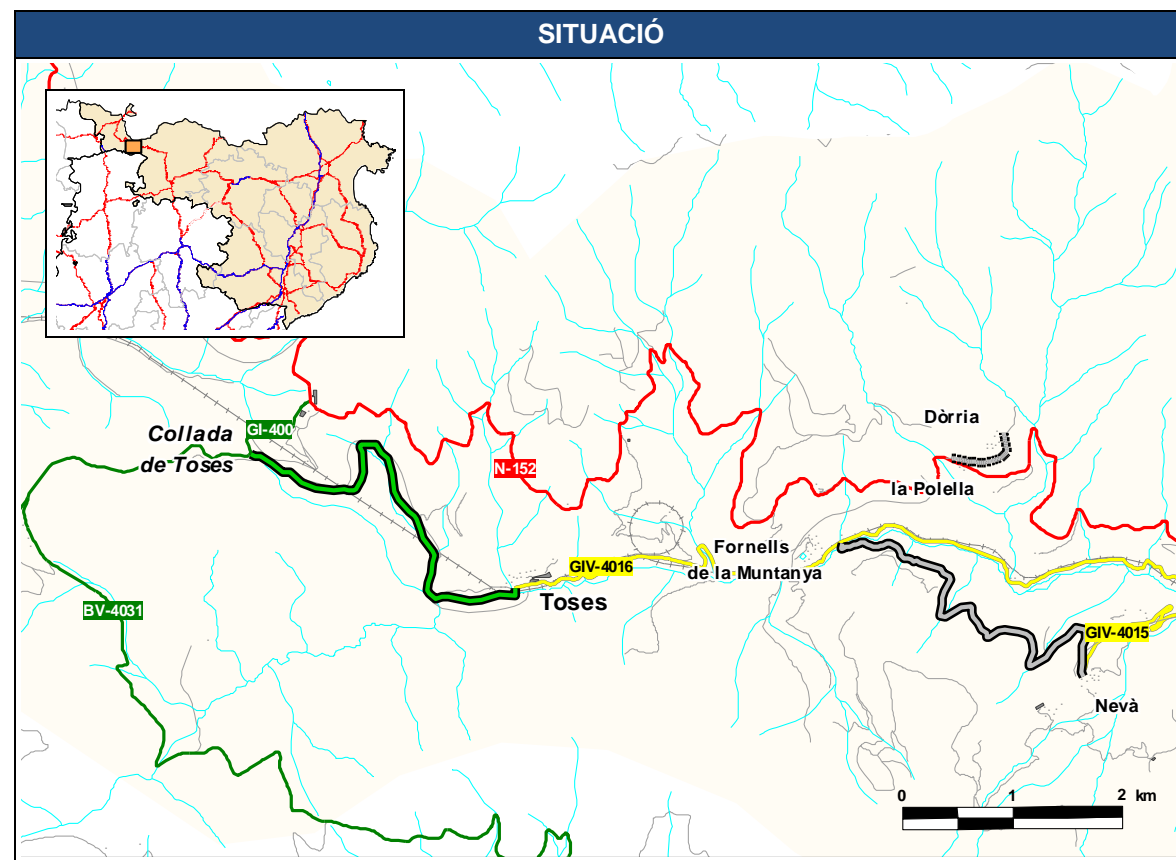 SITUACIÓ
Collada
de Toses
GI-400
N-152
Dòrria
la Polella
Fornells
de la Muntanya
GIV-4016
Toses
BV-4031
GIV-4015
Nevà
0 1 2 km